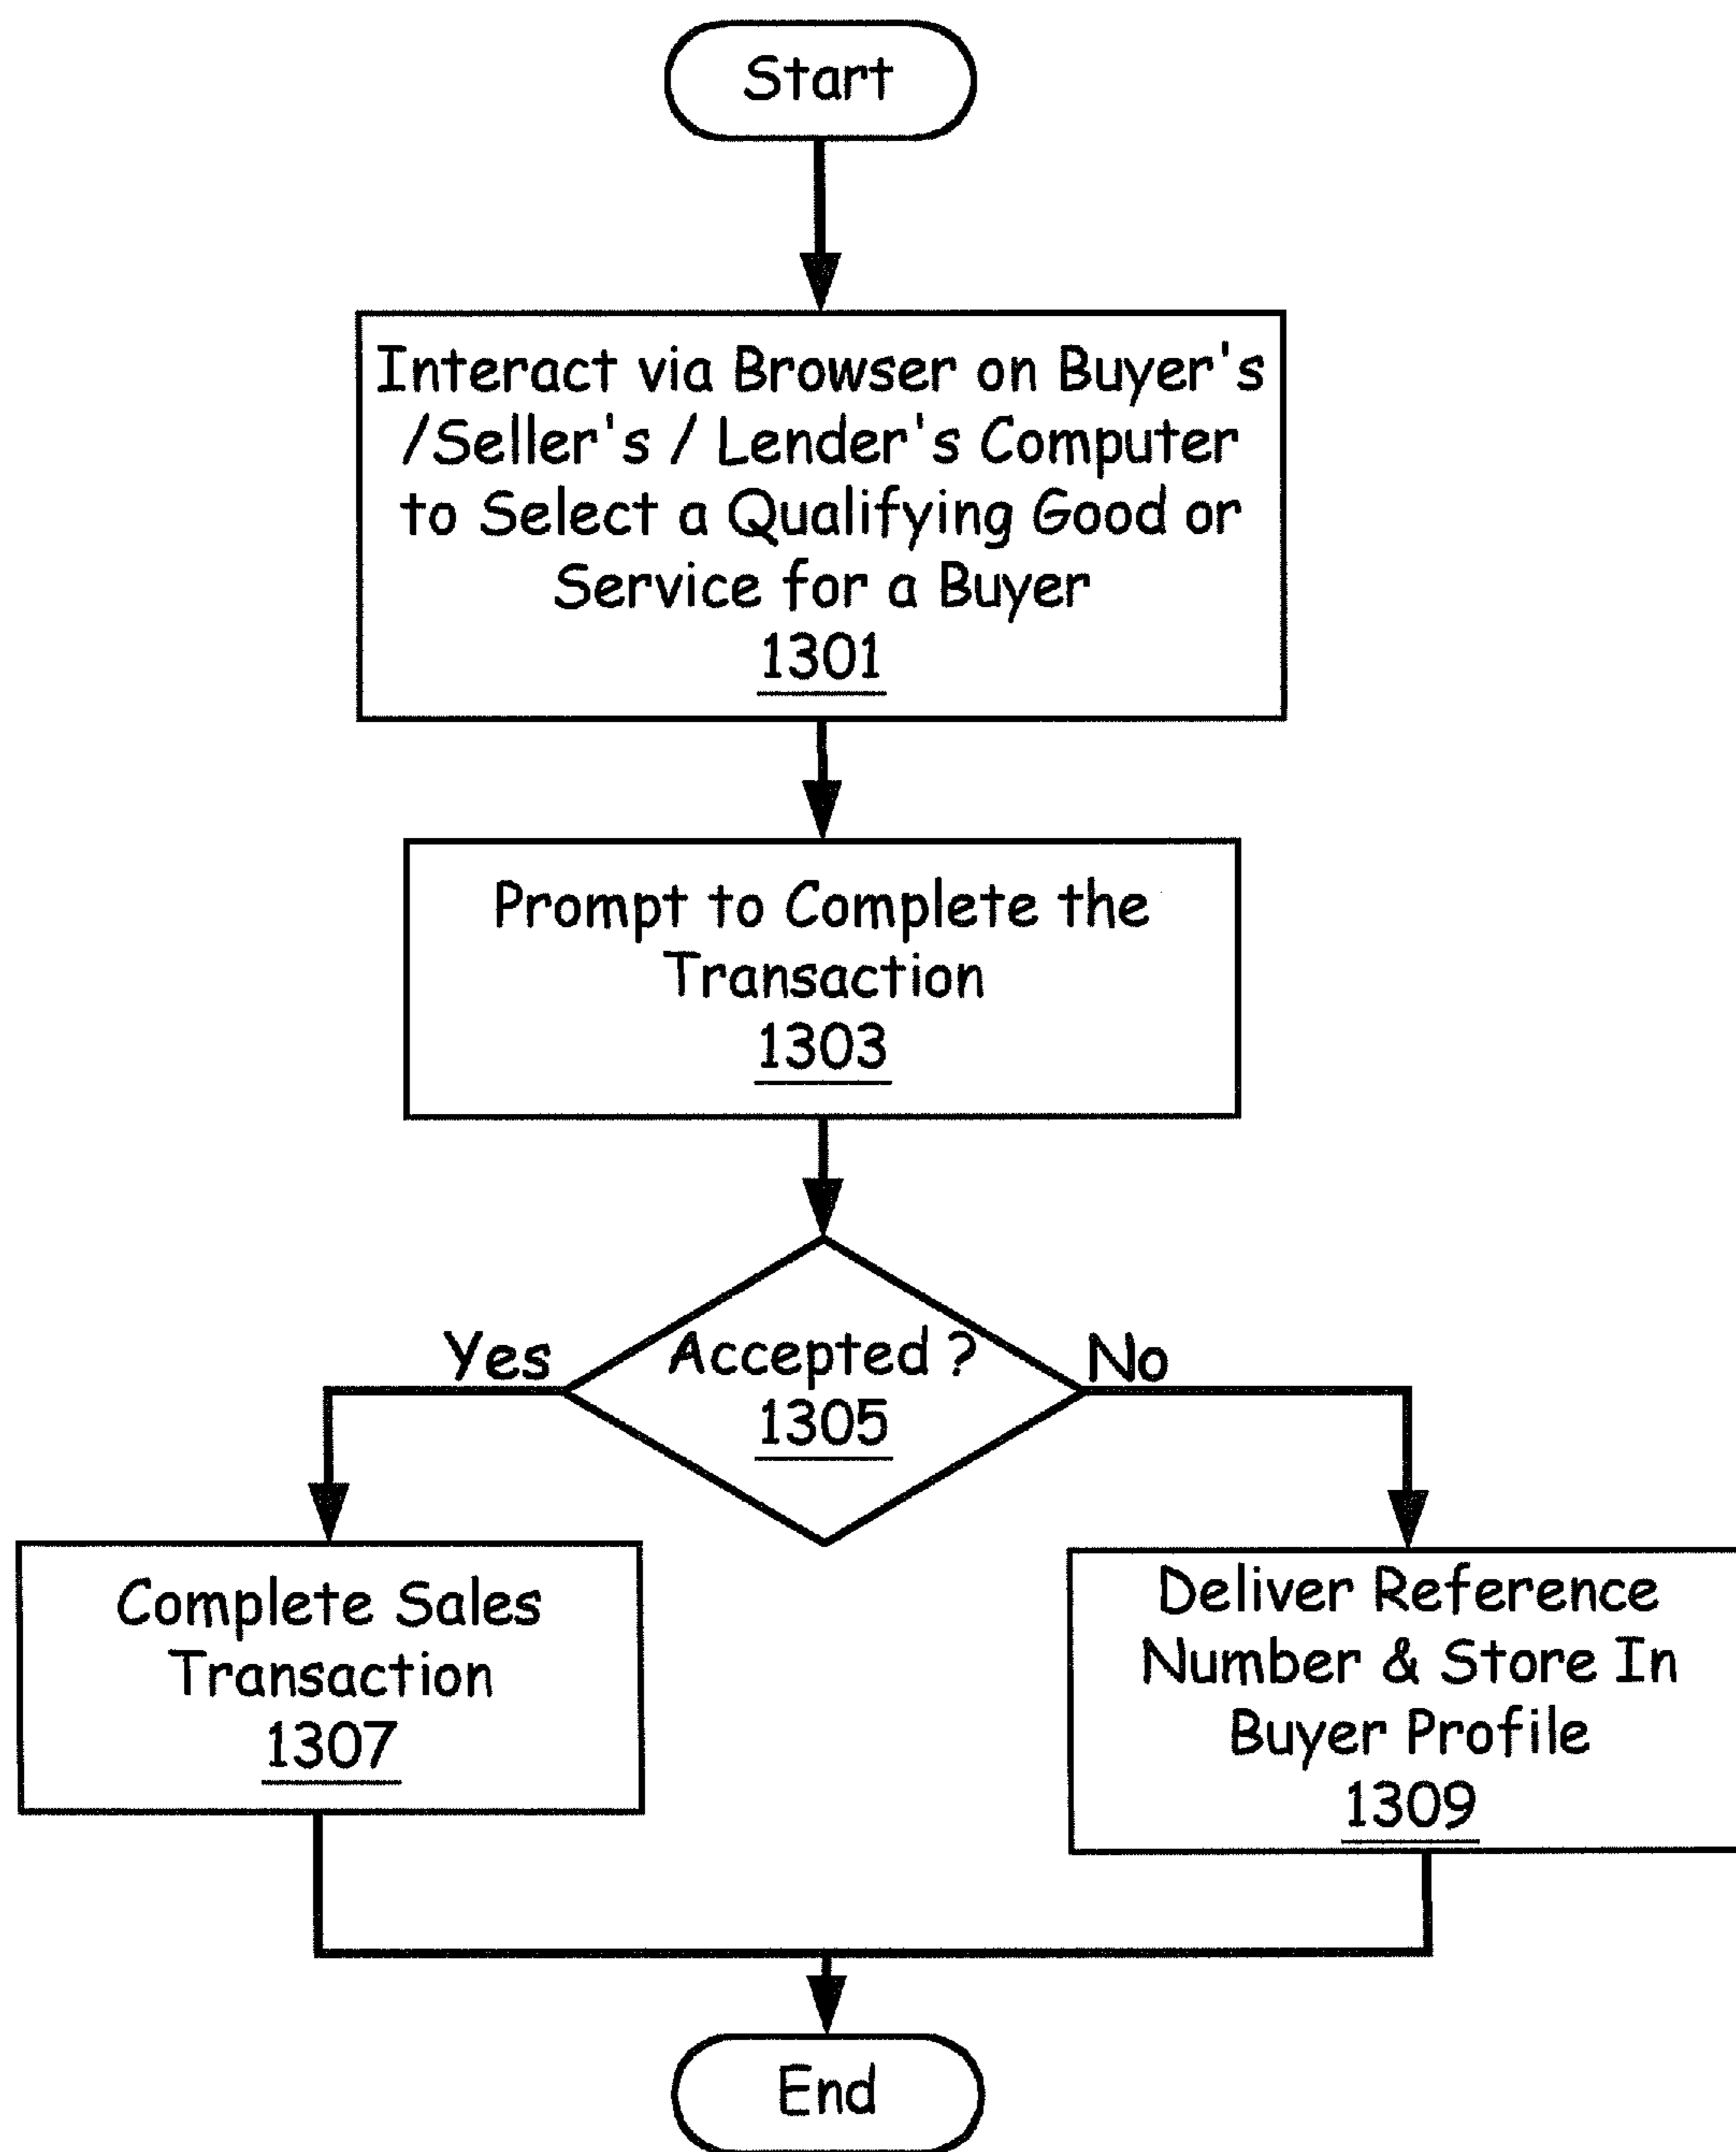 Start
Interact via Browser on Buyer's
/Seller's / Lender's Computer
to Select a Qualifying Good or
Service for a Buyer
1301
Prompt to Complete the
Transaction
1303
Accepted ?
1305
Yes
No
Complete Sales
Transaction
1307
Deliver Reference
Number & Store In
Buyer Profile
1309
End